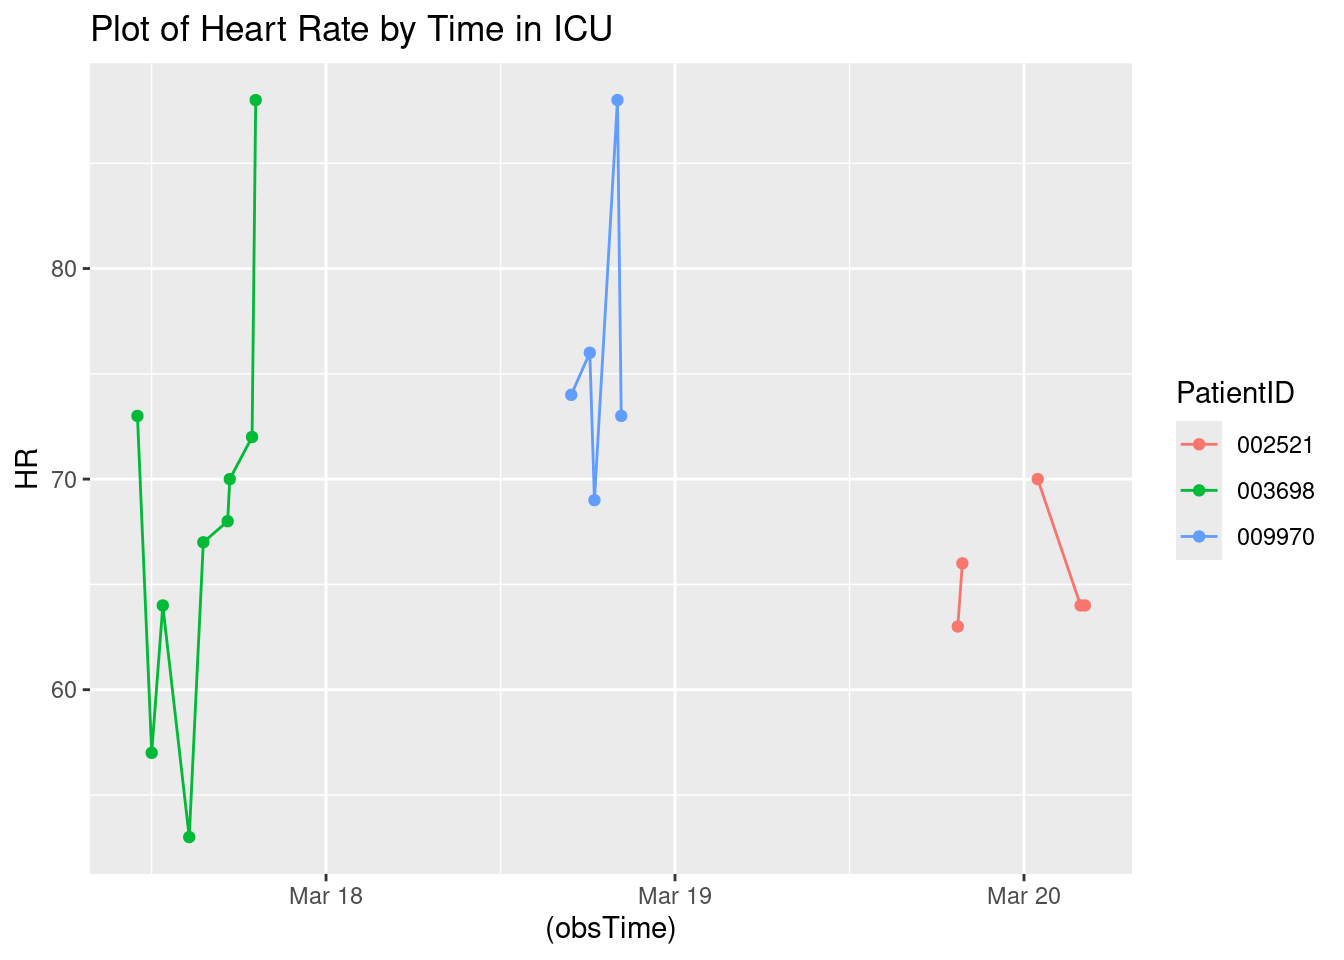 Plot of Heart Rate by Time in ICU
HR
80
70
60
Mar 18
Mar 19
Mar 20
(obsTime)
PatientID
002521
003698
009970